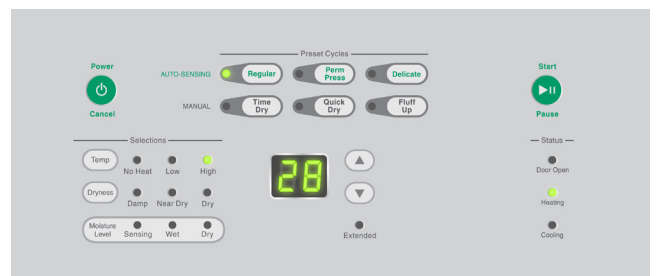 Preset Cycles
Power
Cancel
AUTO-SENSING
Regular
Perm
Press
Delicate
MANUAL
Time
Dry
Quick
Dry
Fluff
Up
Start
Pause
Selections
Temp
No Heat
Low
High
Dryness
Damp
Near Dry
Dry
Moisture
Level
Sensing
Wet
Dry
28
Extended
Status
Door Open
Heating
Cooling